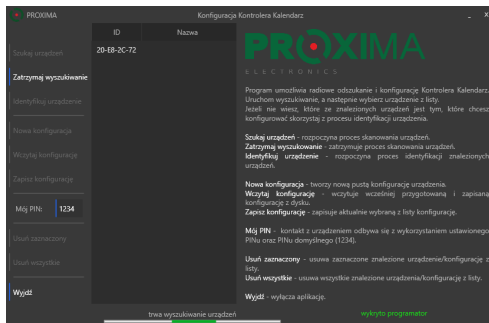 PROXIMA
Konfiguracja Kontrolera Kalendarz
_ X
ID Nazwa
20-E8-2C-72
Szukaj urządzeń
Zatrzymaj wyszukiwanie
Identyfikuj urządzenie
Nowa konfiguracja
Wczytaj konfigurację
Zapisz konfigurację
Mój PIN: 1234
Usuń zaznaczony
Usuń wszystkie
Wyjdź
PROXIMA
ELECTRONICS
Program umożliwia radiowe odszukanie i konfigurację Kontrolera Kalendarz.
Uruchom wyszukiwanie, a następnie wybierz urządzenie z listy.
Jeżeli nie wiesz, które ze znalezionych urządzeń jest tym, które chcesz
konfigurować skorzystaj z procesu identyfikacji urządzenia.
Szukaj urządzeń - rozpoczyna proces skanowania urządzeń.
Zatrzymaj wyszukowanie - zatrzymuje proces skanowania urządzeń.
Identyfikuj urządzenie - rozpoczyna proces identyfikacji znalezionych
urządzeń.
Nowa konfiguracja - tworzy nową pustą konfigurację urządzenia.
Wczytaj konfigurację - wczytuje wcześniej przygotowaną i zapisaną
konfigurację z dysku.
Zapisz konfigurację - zapisuje aktualnie wybraną z listy konfigurację.
Mój PIN - kontakt z urządzeniem odbywa się z wykorzystaniem ustawionego
PINu oraz PINu domyślnego (1234).
Usuń zaznaczony - usuwa zaznaczone znalezione urządzenie/konfigurację z
listy.
Usuń wszystkie - usuwa wszystkie znalezione urządzenia/konfiguracje z listy.
Wyjdź - wyłącza aplikację.
trwa wyszukiwanie urządzeń
wykryto programator